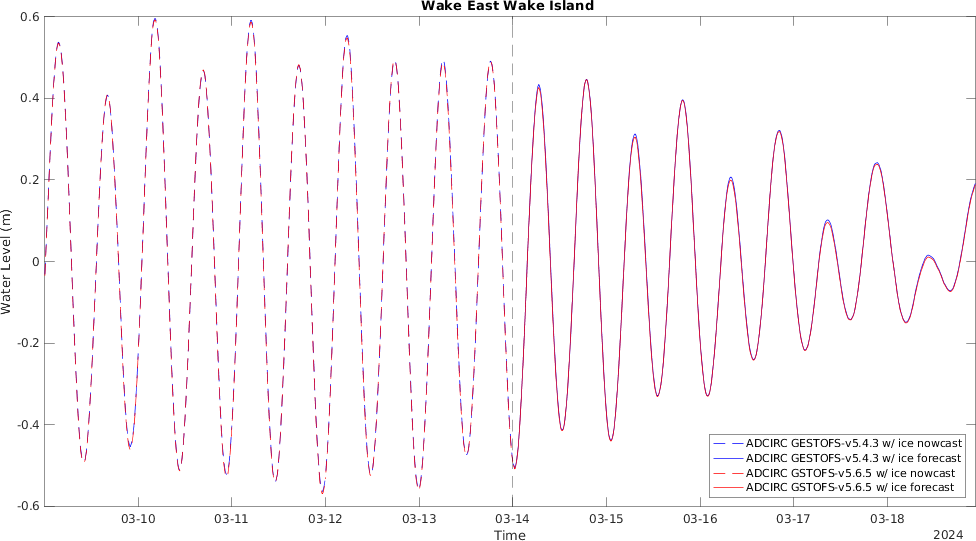 Wake East Wake Island
0.6
0.4
0.2
0
-0.2
-0.4
-0.6
Water Level (m)
ADCIRC GESTOFS-v5.4.3 w/ ice nowcast
ADCIRC GESTOFS-v5.4.3 w/ ice forecast
ADCIRC GSTOFS-v5.6.5 w/ ice nowcast
ADCIRC GSTOFS-v5.6.5 w/ ice forecast
03-10 03-11 03-12 03-13 03-14 03-15 03-16 03-17 03-18
Time
2024